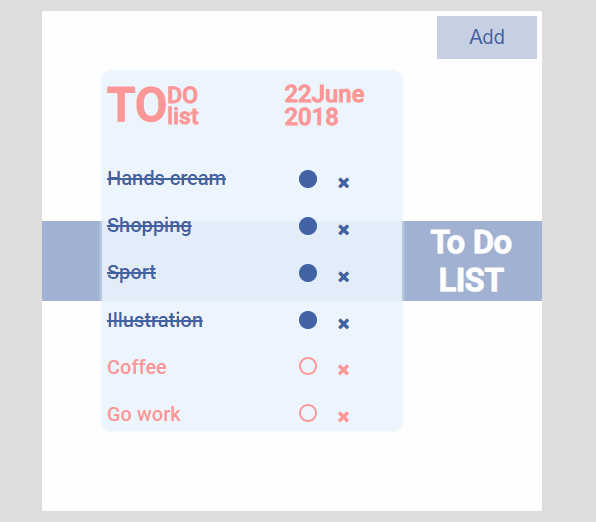 Add
TO DO
list
22June
2018
Hands cream
Shopping
Sport
Illustration
Coffee
Go work
To Do
LIST